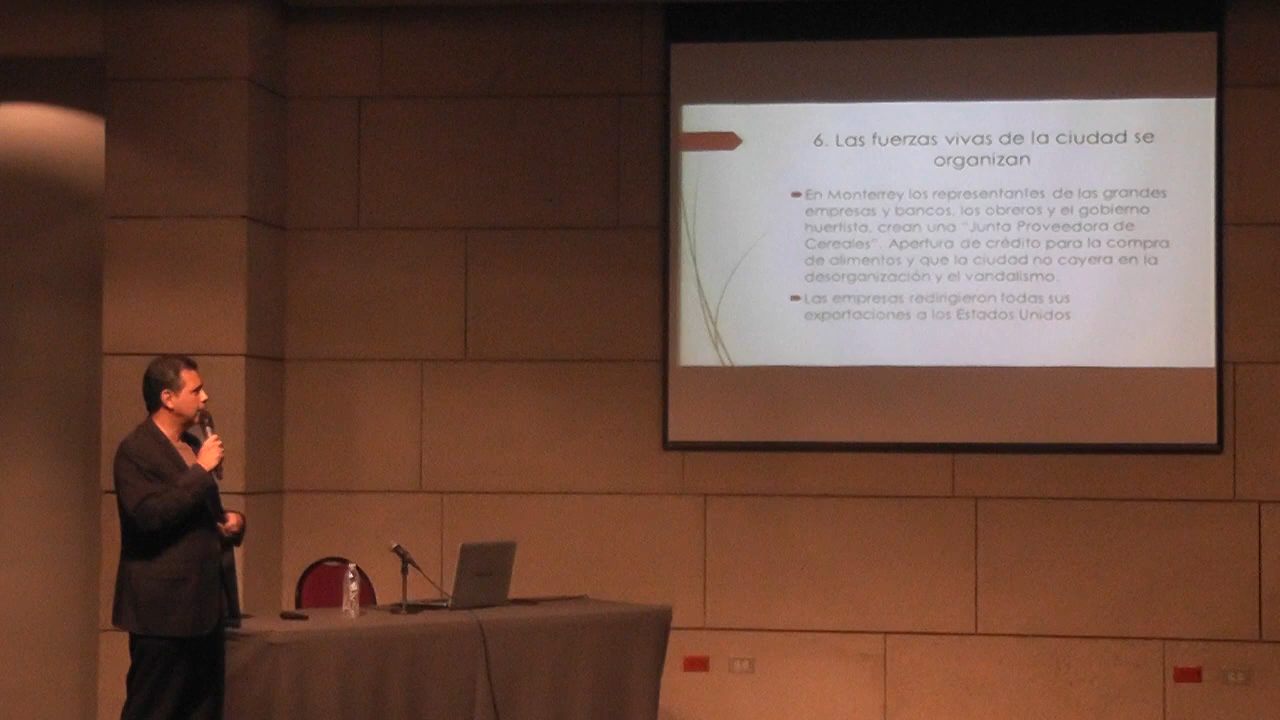 6. Las fuerzas vivas de la ciudad se
organizan
En Monterrey los representantes de las grandes
empresas y bancos, los obreros y el gobierno
huertista, crean una "Junta Proveedora de
Cereales". Apertura de crédito para la compra
de alimentos y que la ciudad no cayera en la
desorganización y el vandalismo.
Las empresas redirigieron todas sus
exportaciones a los Estados Unidos